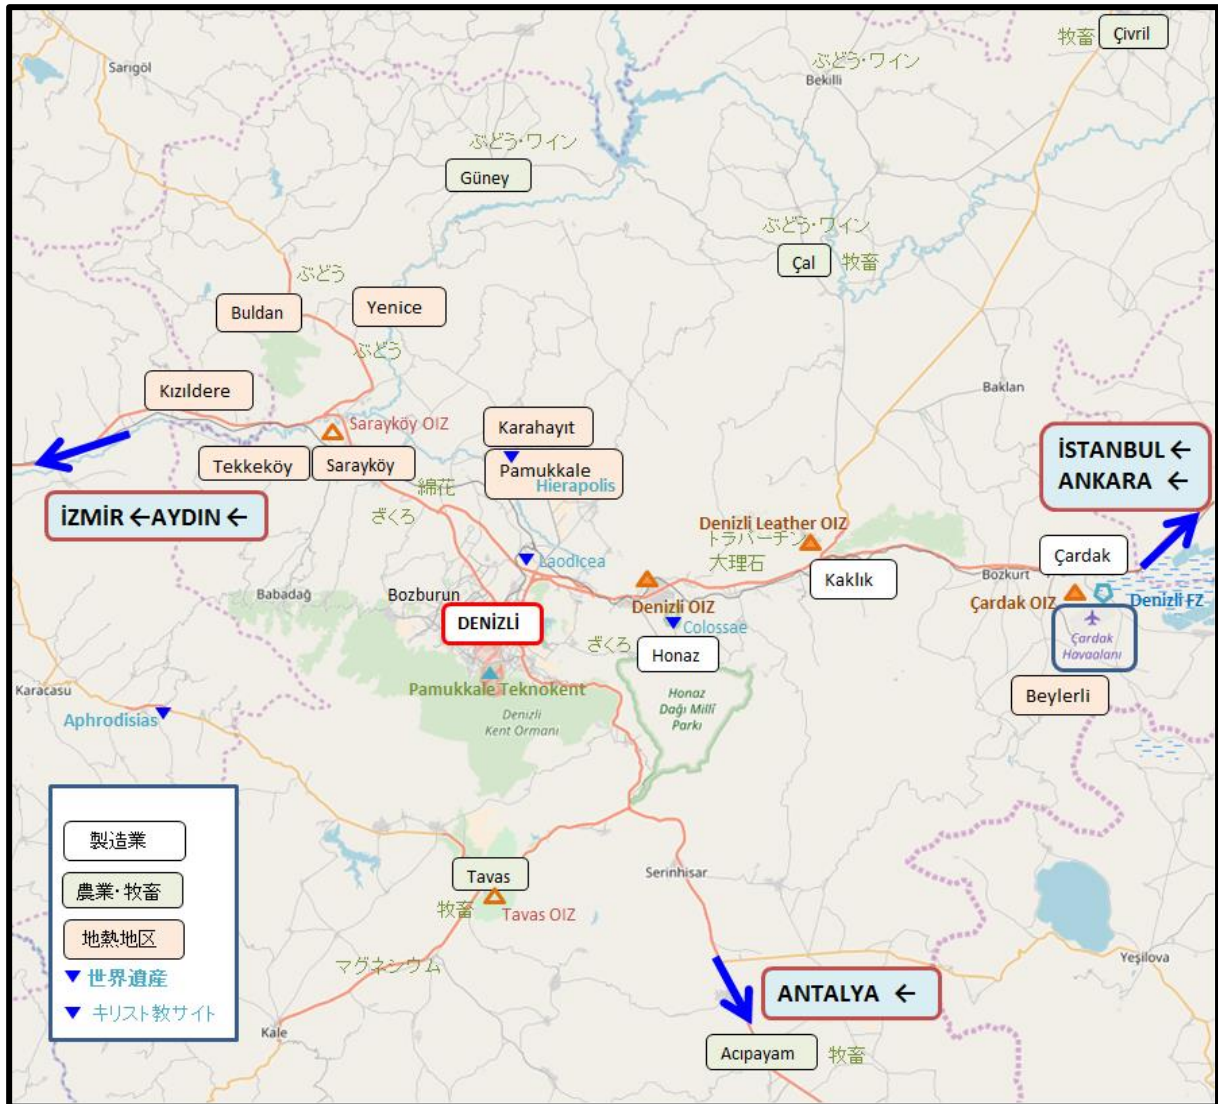 牧畜
Çivril
Sarıgöl
ぶどう・ワイン
Bekilli
ぶどう・ワイン
Güney
ぶどう・ワイン
Çal
牧畜
ぶどう
Buldan
Yenice
ぶどう
Kızıldere
Baklan
Sarayköy OIZ
Karahayıt
Tekkeköy
Sarayköy
Pamukkale
Hierapolis
İSTANBUL ←
ANKARA ←
綿花
ざくろ
İZMİR ←AYDIN ←
Denizli Leather OIZ
トラバーチン
大理石
Laodicea
Çardak
Kaklık
Bozkurt
Babadağ
Bozburun
Denizli OIZ
Çardak OIZ
Denizli FZ
DENİZLİ
Colossae
ざくろ
Honaz
Çardak
Havaalanı
Karacasu
Pamukkale Teknokent
Honaz
Dağı Millî
Parkı
Beylerli
Aphrodisias
Denizli
Kent Ormanı
製造業
農業・牧畜
地熱地区
世界遺産
キリスト教サイト
Tavas
Serinhisar
牧畜
Tavas OIZ
マグネシウム
Yeşilova
ANTALYA ←
Kale
Acıpayam
牧畜